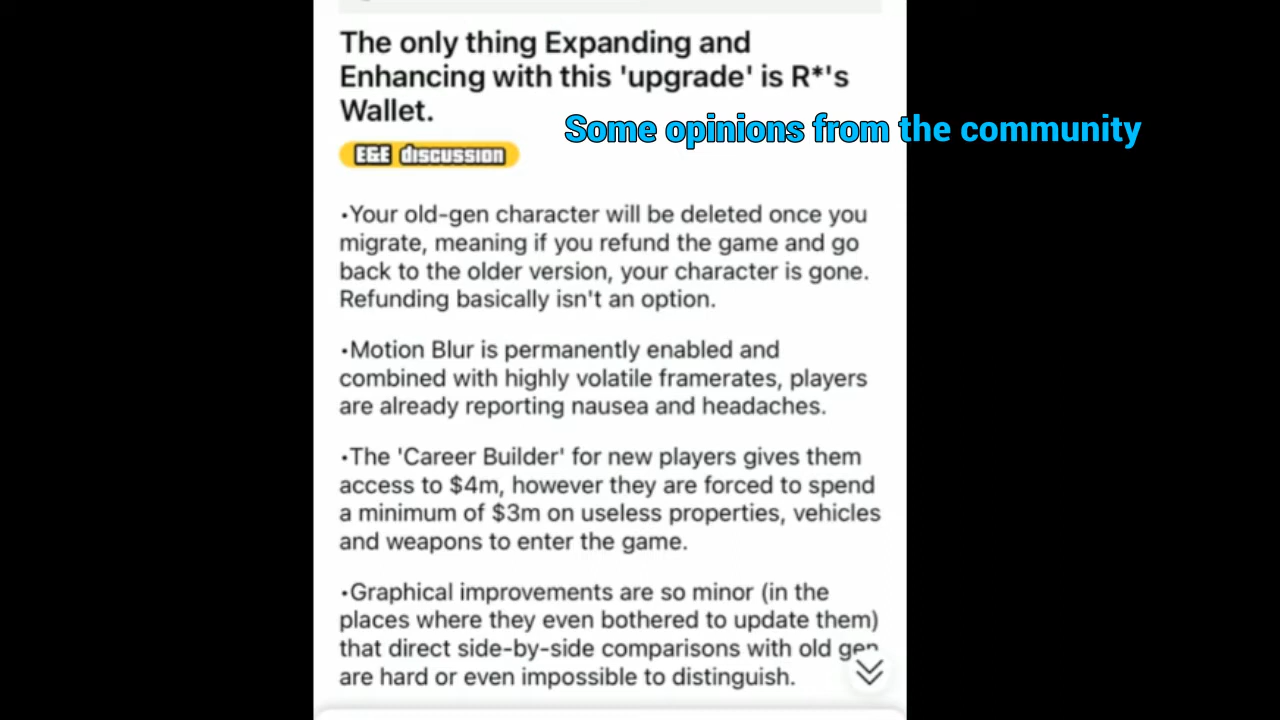 The only thing Expanding and
Enhancing with this 'upgrade' is R*'s
Wallet.
Some opinions from the community
E&E discussion
•Your old-gen character will be deleted once you
migrate, meaning if you refund the game and go
back to the older version, your character is gone.
Refunding basically isn't an option.
•Motion Blur is permanently enabled and
combined with highly volatile framerates, players
are already reporting nausea and headaches.
•The 'Career Builder' for new players gives them
access to $4m, however they are forced to spend
a minimum of $3m on useless properties, vehicles
and weapons to enter the game.
•Graphical improvements are so minor (in the
places where they even bothered to update them)
that direct side-by-side comparisons with old gen
are hard or even impossible to distinguish.